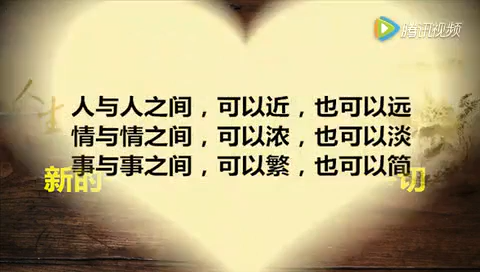 腾讯视频
人生
人与人之间，可以近，也可以远
情与情之间，可以浓，也可以淡
事与事之间，可以繁，也可以简
新的 切